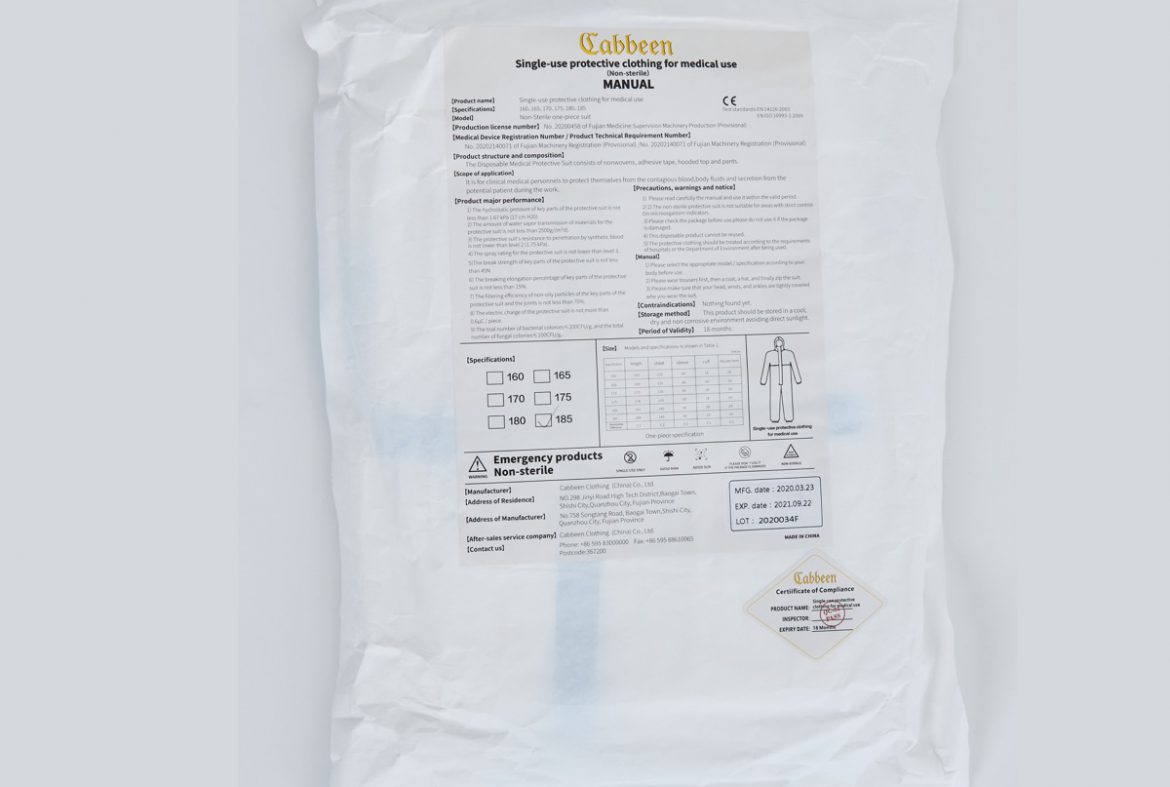 Cabbeen
Single-use protective clothing for medical use
(Non-sterile)
MANUAL
CE
Test standards EN 14126:2003
EN ISO 10993-1:2009
[Product name] Single-use protective clothing for medical use
[Specifications] 160, 165, 170, 175, 180, 185
[Model] Non-Sterile one-piece suit
[Production license number] No. 20200458 of Fujian Medicine Supervision Machinery Production (Provisional)
[Medical Device Registration Number / Product Technical Requirement Number]
No. 20202140071 of Fujian Machinery Registration (Provisional) /No. 20202140071 of Fujian Machinery Registration (Provisional)
[Product structure and composition]
The Disposable Medical Protective Suit consists of nonwovens, adhesive tape, hooded top and pants.
[Scope of application]
It is for clinical medical personnels to protect themselves from the contagious blood,body fluids and secretion from the
potential patient during the work.
[Product major performance]
1) The hydrostatic pressure of key parts of the protective suit is not
less than 1.67 kPa (17 cm H20).
2) The amount of water vapor transmission of materials for the
protective suit is not less than 2500g/(m²d).
3) The protective suit's resistance to penetration by synthetic blood
is not lower than level 2 (1.75 kPa).
4) The spray rating for the protective suit is not lower than level 3.
5)The break strength of key parts of the protective suit is not less
than 45N.
6) The breaking elongation percentage of key parts of the protective
suit is not less than 15%.
7) The filtering efficiency of non-oily particles of the key parts of the
protective suit and the joints is not less than 70%.
8) The electric charge of the protective suit is not more than
0.6μC / piece.
9) The total number of bacterial colonies≤200CFU/g, and the total
number of fungal colonies≤100CFU/g.
[Precautions, warnings and notice]
1) Please read carefully the manual and use it within the valid period.
2) The non-sterile protective suit is not suitable for areas with strict control
on microorganism indicators.
3) Please check the package before use,please do not use it if the package
is damaged.
4) This disposable product cannot be reused.
5) The protective clothing should be treated according to the requirements
of hospitals or the Department of Environment after being used.
[Manual]
1) Please select the appropriate model / specification according to your
body before use.
2) Please wear trousers first, then a coat, a hat, and finally zip the suit.
3) Please make sure that your head, wrists, and ankles are tightly covered
who you wear the suit.
[Contraindications] Nothing found yet.
[Storage method] This product should be stored in a cool,
dry and non corrosive environment avoiding direct sunlight.
[Period of Validity] 18 months
[Specifications]
160 165
170 175
180 185
[Size] Models and specifications is shown in Table 1.
length chest sleeve cuff
One-piece specification
Single-use protective clothing
for medical use
WARNING
Emergency products
Non-sterile
SINGLE USE ONLY
AVOID RAIN
AVOID SUN
NON-STERILE
[Manufacturer] Cabbeen Clothing (China) Co., Ltd.
[Address of Residence] NO.298 Jinyi Road High Tech District,Baogai Town,
Shishi City,Quanzhou City, Fujian Province
[Address of Manufacturer] No.758 Songtang Road, Baogai Town,Shishi City,
Quanzhou City, Fujian Province
[After-sales service company] Cabbeen Clothing (China) Co., Ltd.
[Contact us] Phone: +86 595 83000000 Fax: +86 595 88610065
Postcode:362200
MFG. date : 2020.03.23
EXP. date : 2021.09.22
LOT : 2020034F
MADE IN CHINA
Cabbeen
Certiificate of Compliance
PRODUCT NAME: Single use protective
clothing for medical use
INSPECTOR:
EXPIRY DATE: 18 Months